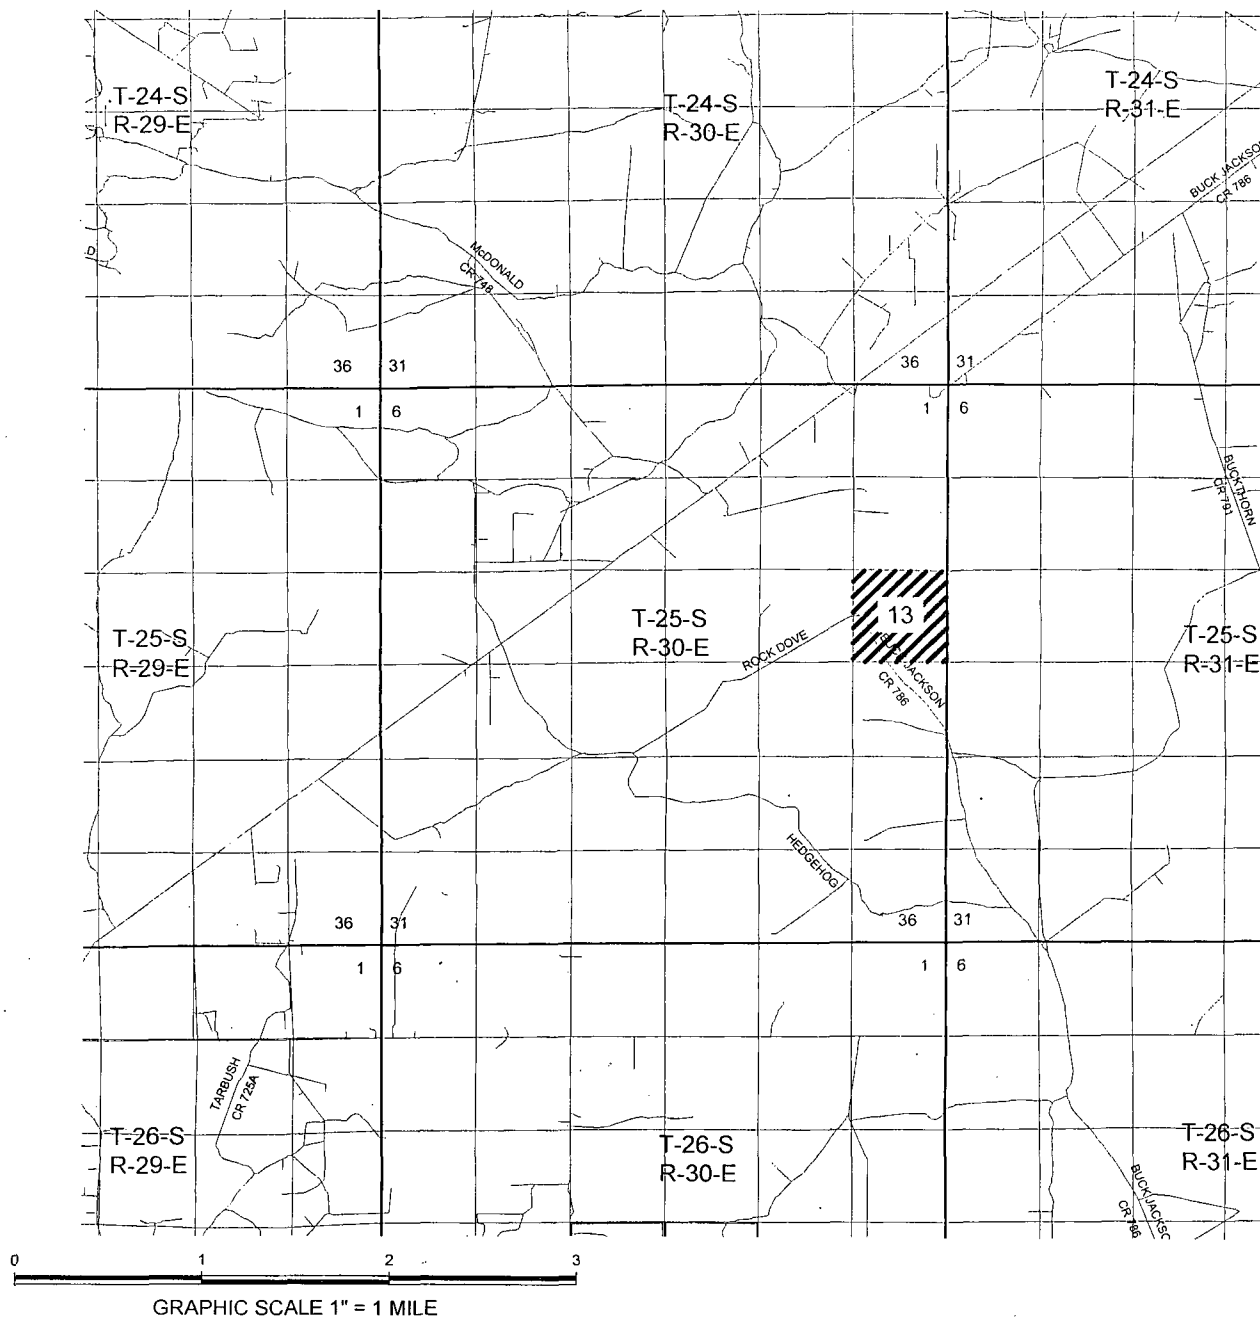 T-24-S
R-29-E
T-24-S
R-30-E
T-24-S
R-31-E
BUCK JACKSON
CR 786
D
McDONALD
CR 748
36 31
36 31
1 6
1 6
BUCKTHORN
CR 791
T-25-S
R-29-E
T-25-S
R-30-E
13
T-25-S
R-31-E
ROCK DOVE
BUCK JACKSON
CR 786
HEDGEHOG
36 31
36 31
1 6
1 6
TARBUSH
CR 725A
T-26-S
R-29-E
T-26-S
R-30-E
T-26-S
R-31-E
BUCK JACKSO
CR 786
0 1 2 3
GRAPHIC SCALE 1" = 1 MILE